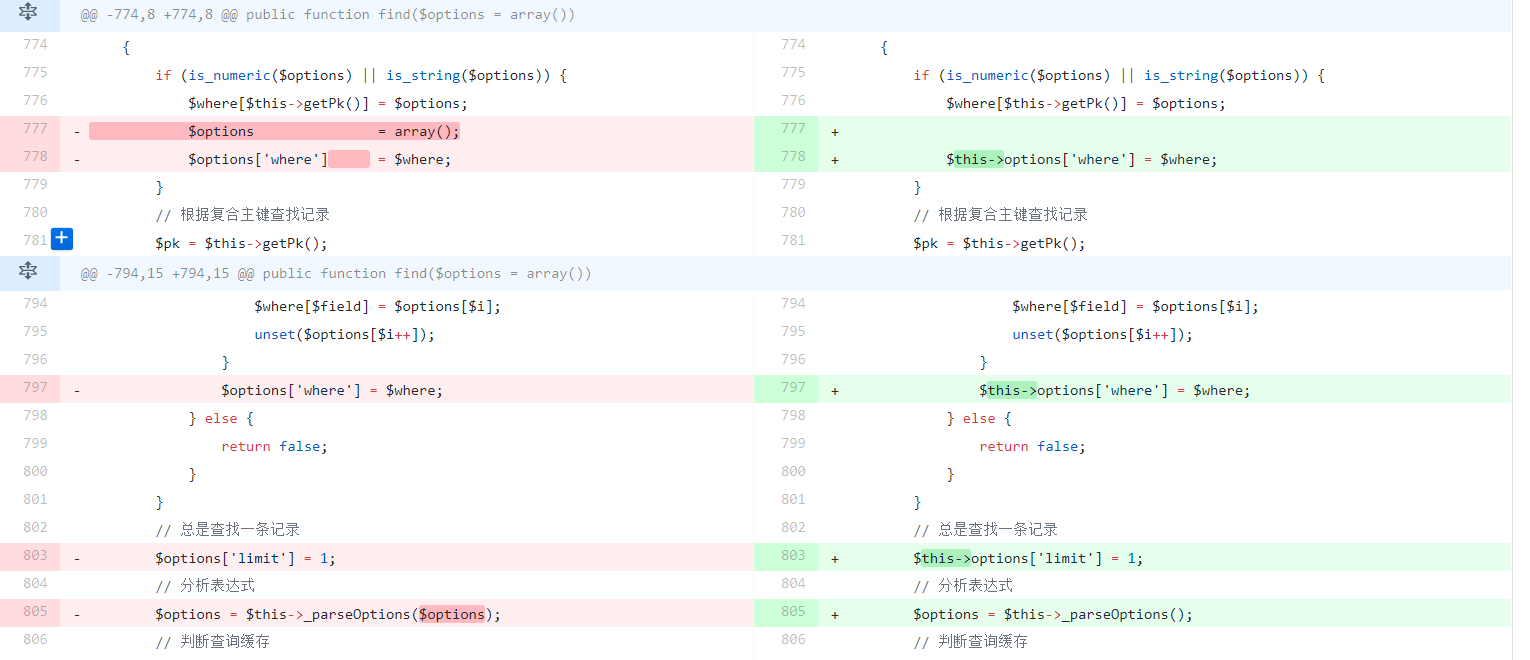 @@ -774,8 +774,8 @@ public function find($options = array())
774 { 774 {
775 if (is_numeric($options) || is_string($options)) { 775 if (is_numeric($options) || is_string($options)) {
776 $where[$this->getPk()] = $options; 776 $where[$this->getPk()] = $options;
777 - $options = array(); 777 +
778 - $options['where'] = $where; 778 + $this->options['where'] = $where;
779 } 779 }
780 // 根据复合主键查找记录 780 // 根据复合主键查找记录
781 + $pk = $this->getPk(); 781 $pk = $this->getPk();
@@ -794,15 +794,15 @@ public function find($options = array())
794 $where[$field] = $options[$i]; 794 $where[$field] = $options[$i];
795 unset($options[$i++]); 795 unset($options[$i++]);
796 } 796 }
797 - $options['where'] = $where; 797 + $this->options['where'] = $where;
798 } else { 798 } else {
799 return false; 799 return false;
800 } 800 }
801 } 801 }
802 // 总是查找一条记录 802 // 总是查找一条记录
803 - $options['limit'] = 1; 803 + $this->options['limit'] = 1;
804 // 分析表达式 804 // 分析表达式
805 - $options = $this->_parseOptions($options); 805 + $options = $this->_parseOptions();
806 // 判断查询缓存 806 // 判断查询缓存